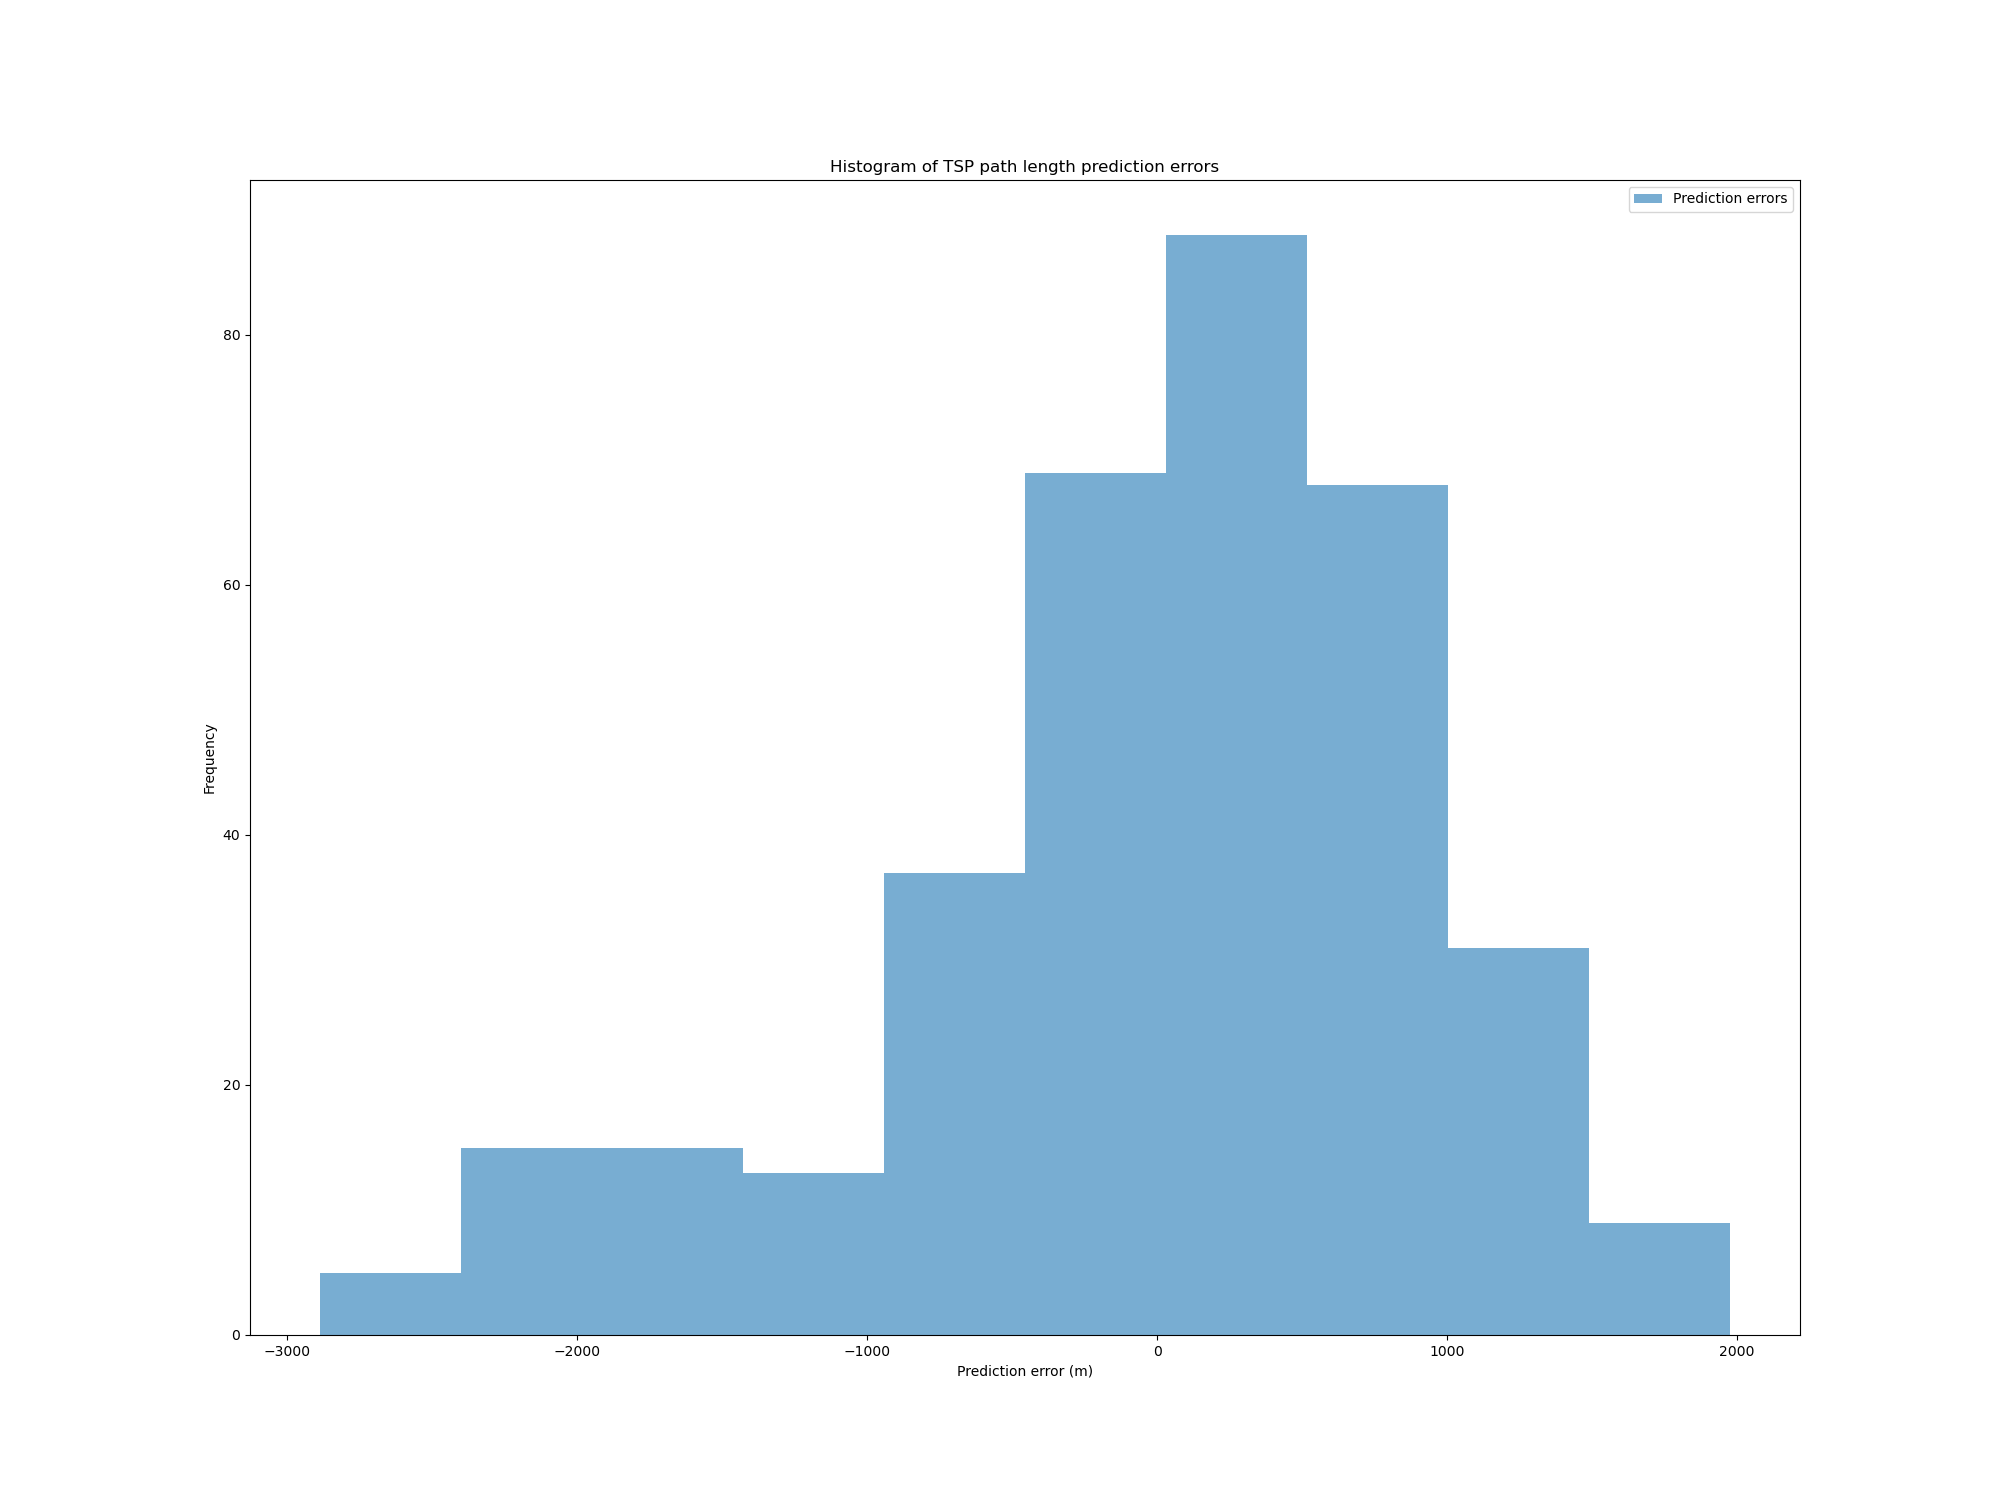 Histogram of TSP path length prediction errors
Prediction errors
80
60
40
20
0
Frequency
−3000
−2000
−1000
0
1000
2000
Prediction error (m)